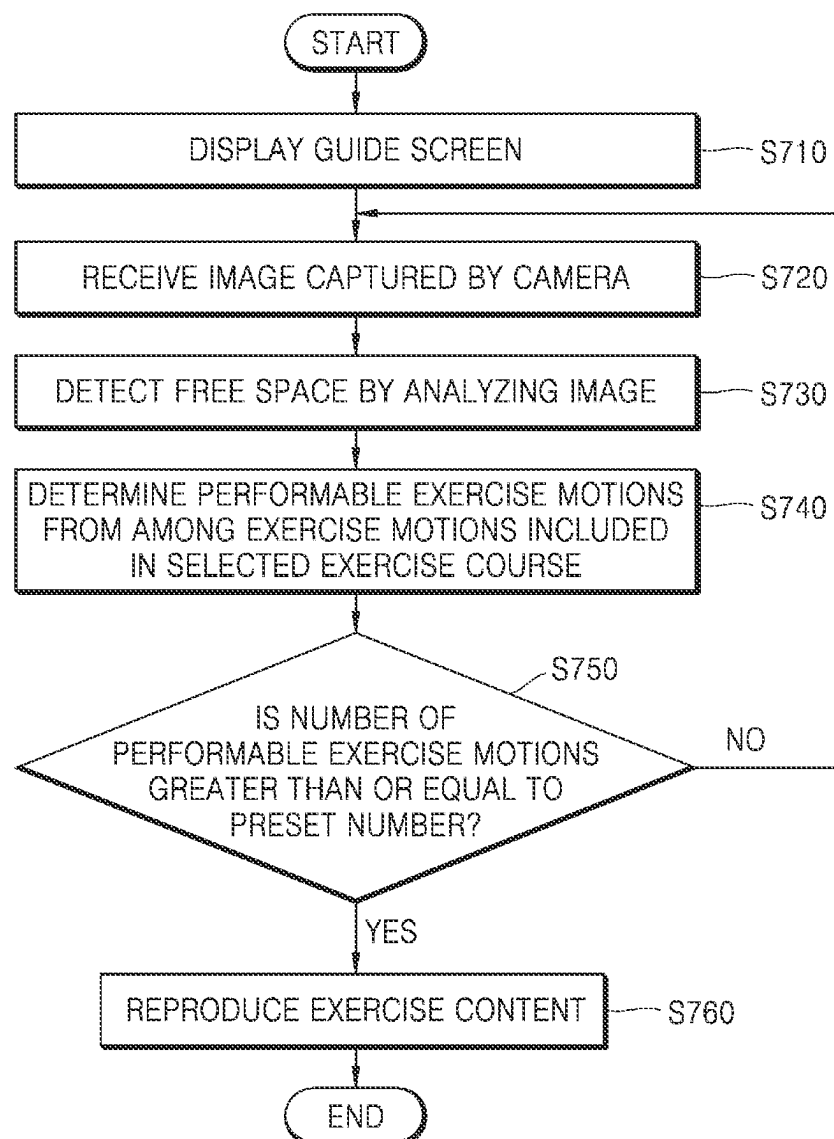 START
DISPLAY GUIDE SCREEN
S710
RECEIVE IMAGE CAPTURED BY CAMERA
S720
DETECT FREE SPACE BY ANALYZING IMAGE
S730
DETERMINE PERFORMABLE EXERCISE MOTIONS
FROM AMONG EXERCISE MOTIONS INCLUDED
IN SELECTED EXERCISE COURSE
S740
S750
IS NUMBER OF
PERFORMABLE EXERCISE MOTIONS
GREATER THAN OR EQUAL TO
PRESET NUMBER?
NO
YES
REPRODUCE EXERCISE CONTENT
S760
END